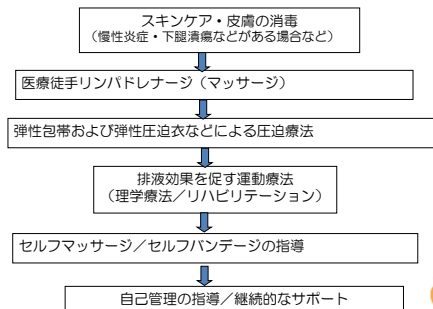 スキンケア・皮膚の消毒
（慢性炎症・下腿潰瘍などがある場合など）
医療徒手リンパドレナージ（マッサージ）
弾性包帯および弾性圧迫衣などによる圧迫療法
排液効果を促す運動療法
（理学療法／リハビリテーション）
セルフマッサージ／セルフバンデージの指導
自己管理の指導／継続的なサポート